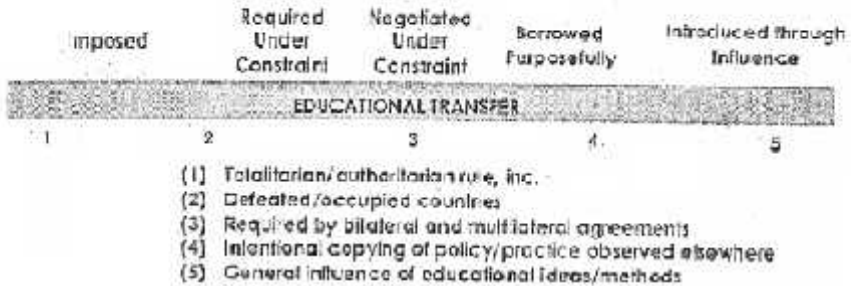 Imposed
Required Under Constraint
Negotiated Under Constraint
Borrowed Purposefully
Introduced through Influence
EDUCATIONAL TRANSFER
1 2 3 4 5
(1) Totalitarian/authoritarian rule, inc.
(2) Defeated/occupied countries
(3) Required by bilateral and multilateral agreements
(4) Intentional copying of policy/practice observed elsewhere
(5) General influence of educational ideas/methods